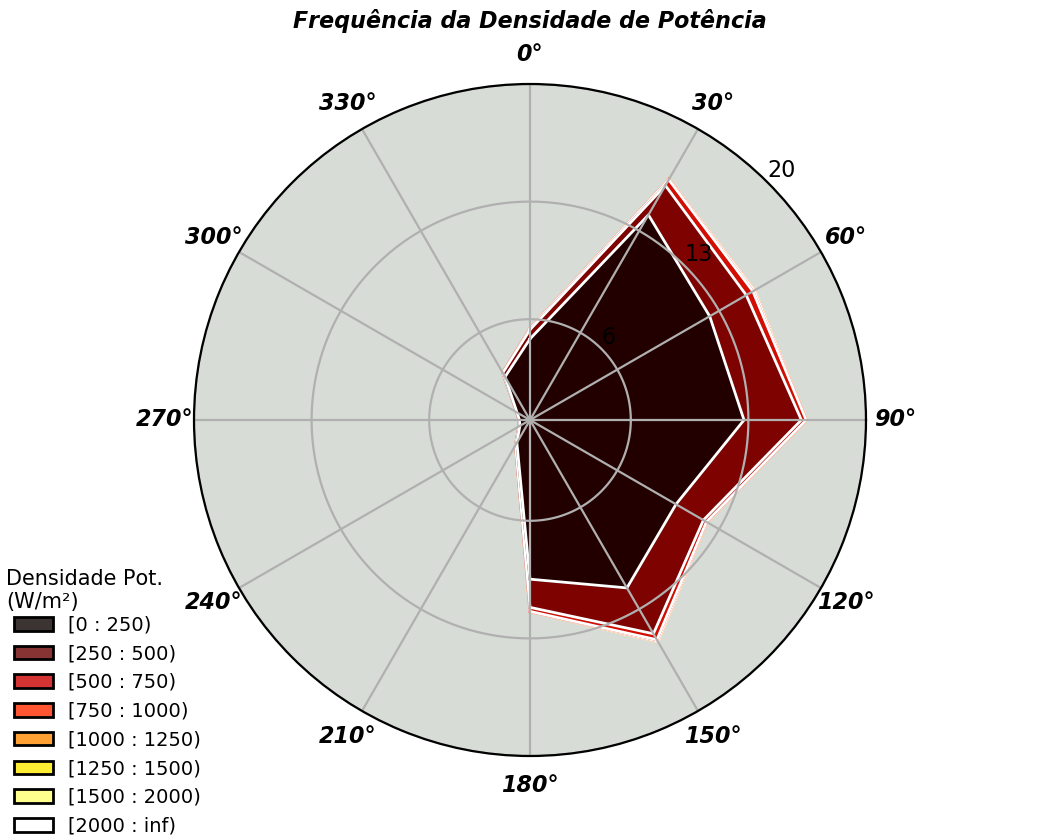 Frequência da Densidade de Potência
0°
330°
30°
20
300°
60°
13
6
270°
90°
240°
120°
210°
150°
180°
Densidade Pot.
(W/m²)
[0 : 250)
[250 : 500)
[500 : 750)
[750 : 1000)
[1000 : 1250)
[1250 : 1500)
[1500 : 2000)
[2000 : inf)